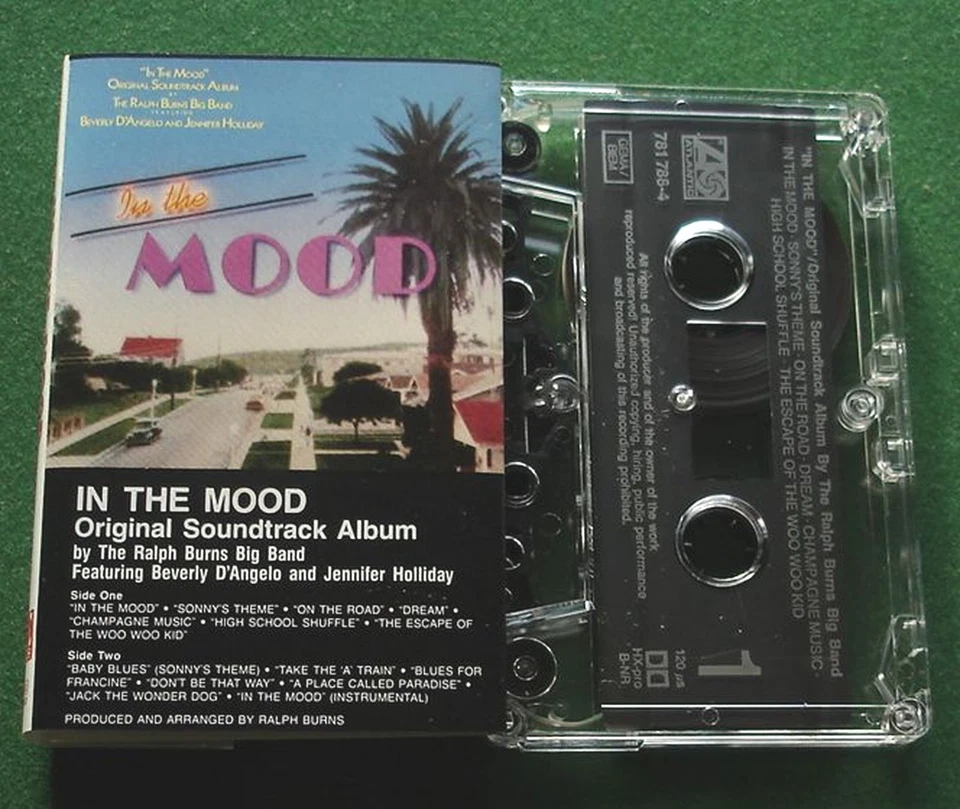 "IN THE MOOD"
ORIGINAL SOUNDTRACK ALBUM
BY
THE RALPH BURNS BIG BAND
FEATURING
BEVERLY D'ANGELO AND JENNIFER HOLLIDAY
In the
MOOD
IN THE MOOD
Original Soundtrack Album
by The Ralph Burns Big Band
Featuring Beverly D'Angelo and Jennifer Holliday
Side One
"IN THE MOOD" • "SONNY'S THEME" • "ON THE ROAD" • "DREAM" •
"CHAMPAGNE MUSIC" • "HIGH SCHOOL SHUFFLE" • "THE ESCAPE OF
THE WOO WOO KID"
Side Two
"BABY BLUES" (SONNY'S THEME) • "TAKE THE 'A' TRAIN" • "BLUES FOR
FRANCINE" • "DON'T BE THAT WAY" • "A PLACE CALLED PARADISE" •
"JACK THE WONDER DOG" • "IN THE MOOD" (INSTRUMENTAL)
PRODUCED AND ARRANGED BY RALPH BURNS
"IN THE MOOD"/Original Soundtrack Album By The Ralph Burns Big Band
IN THE MOOD · SONNY'S THEME · ON THE ROAD · DREAM · CHAMPAGNE MUSIC ·
HIGH SCHOOL SHUFFLE · THE ESCAPE OF THE WOO WOO KID
ATLANTIC
781 788-4
GEMA/
BIEM
1
120 µs
HX-pro
B-NR
All rights of the producer and of the owner of the work
reproduced reserved! Unauthorized copying, hiring, public performance
and broadcasting of this recording prohibited.